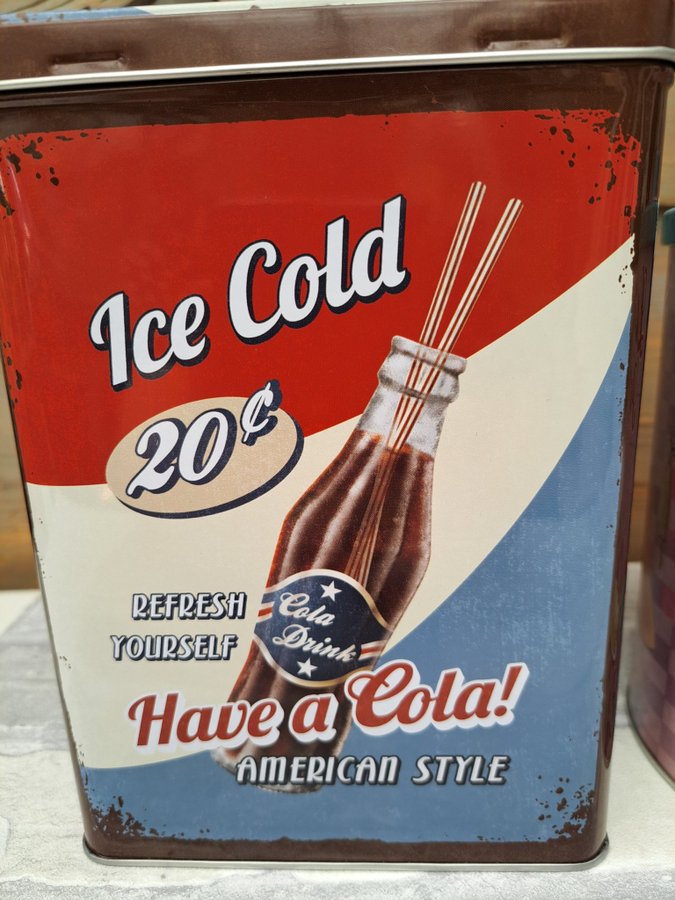 Ice Cold
20¢
REFRESH
YOURSELF
Cola
Drink
Have a Cola!
AMERICAN STYLE